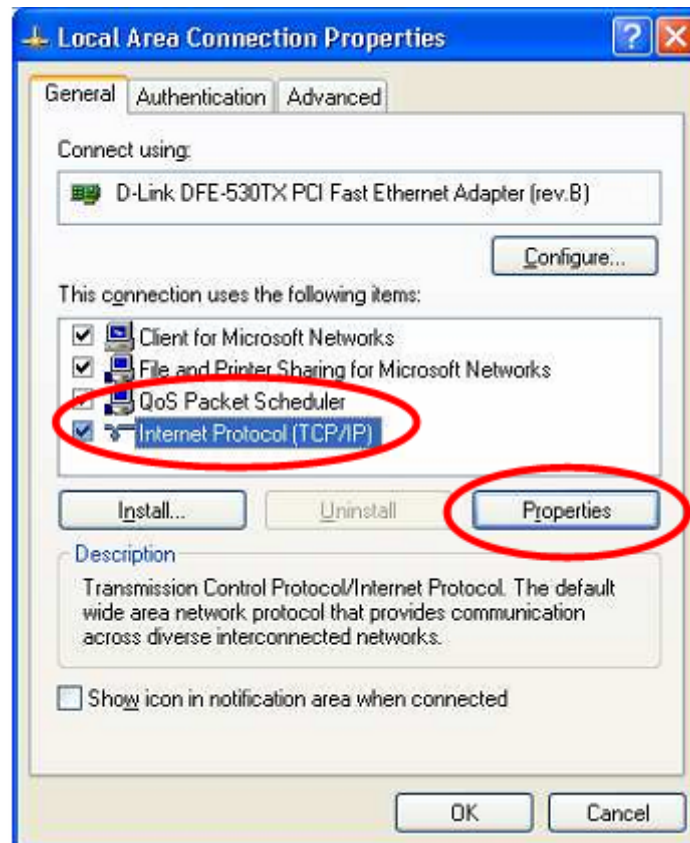 Local Area Connection Properties
General Authentication Advanced
Connect using:
D-Link DFE-530TX PCI Fast Ethernet Adapter (rev.B)
Configure...
This connection uses the following items:
Client for Microsoft Networks
File and Printer Sharing for Microsoft Networks
QoS Packet Scheduler
Internet Protocol (TCP/IP)
Install... Uninstall Properties
Description
Transmission Control Protocol/Internet Protocol. The default
wide area network protocol that provides communication
across diverse interconnected networks.
Show icon in notification area when connected
OK Cancel